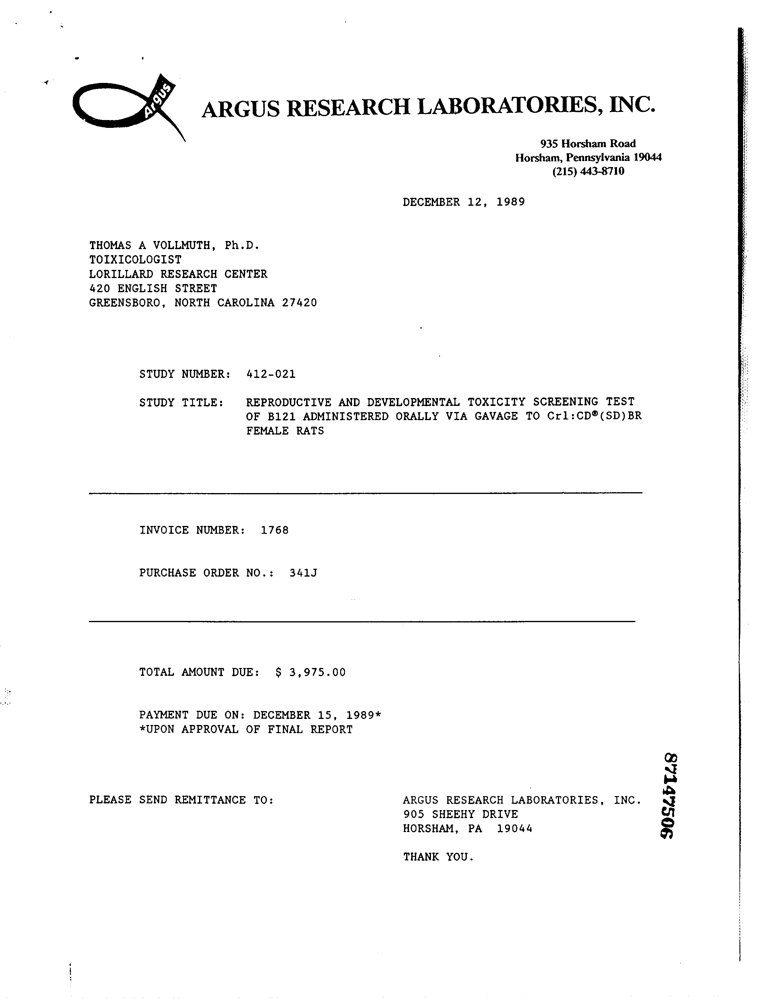 Argus
ARGUS RESEARCH LABORATORIES, INC.
935 Horsham Road
Horsham, Pennsylvania 19044
(215) 443-8710
DECEMBER 12, 1989
THOMAS A VOLLMUTH, Ph.D.
TOIXICOLOGIST
LORILLARD RESEARCH CENTER
420 ENGLISH STREET
GREENSBORO, NORTH CAROLINA 27420
STUDY NUMBER: 412-021
STUDY TITLE: REPRODUCTIVE AND DEVELOPMENTAL TOXICITY SCREENING TEST
OF B121 ADMINISTERED ORALLY VIA GAVAGE TO Crl:CD®(SD)BR
FEMALE RATS
INVOICE NUMBER: 1768
PURCHASE ORDER NO.: 341J
TOTAL AMOUNT DUE: $ 3,975.00
PAYMENT DUE ON: DECEMBER 15, 1989*
*UPON APPROVAL OF FINAL REPORT
PLEASE SEND REMITTANCE TO: ARGUS RESEARCH LABORATORIES, INC.
905 SHEEHY DRIVE
HORSHAM, PA 19044
THANK YOU.
87147506